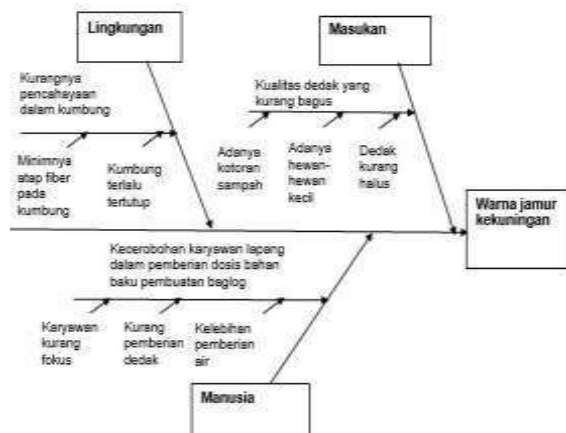 Lingkungan
Masukan
Kurangnya
pencahayaan
dalam kumbung
Kualitas dedak yang
kurang bagus
Minimnya
atap fiber
pada
kumbung
Kumbung
terlalu
tertutup
Adanya
kotoran
sampah
Adanya
hewan-
hewan
kecil
Dedak
kurang
halus
Warna jamur
kekuningan
Kecerobohan karyawan lapang
dalam pemberian dosis bahan
baku pembuatan baglog
Karyawan
kurang
fokus
Kurang
pemberian
dedak
Kelebihan
pemberian
air
Manusia